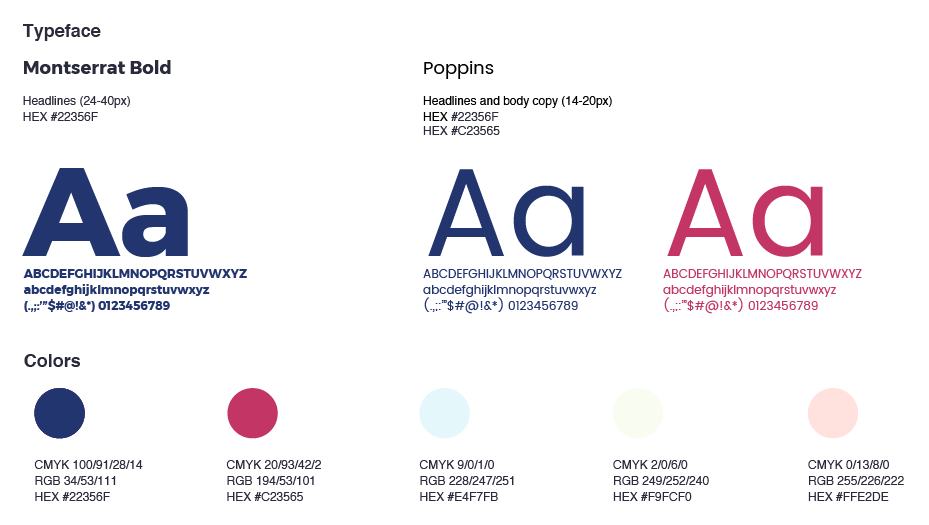 Typeface
Montserrat Bold
Headlines (24-40px)
HEX #22356F
Poppins
Headlines and body copy (14-20px)
HEX #22356F
HEX #C23565
Aa
ABCDEFGHIJKLMNOPQRSTUVWXYZ
abcdefghijklmnopqrstuvwxyz
(.,;:'"$#@!&*) 0123456789
Aa
ABCDEFGHIJKLMNOPQRSTUVWXYZ
abcdefghijklmnopqrstuvwxyz
(.,;:'"$#@!&*) 0123456789
Aa
ABCDEFGHIJKLMNOPQRSTUVWXYZ
abcdefghijklmnopqrstuvwxyz
(.,;:'"$#@!&*) 0123456789
Colors
CMYK 100/91/28/14
RGB 34/53/111
HEX #22356F
CMYK 20/93/42/2
RGB 194/53/101
HEX #C23565
CMYK 9/0/1/0
RGB 228/247/251
HEX #E4F7FB
CMYK 2/0/6/0
RGB 249/252/240
HEX #F9FCF0
CMYK 0/13/8/0
RGB 255/226/222
HEX #FFE2DE